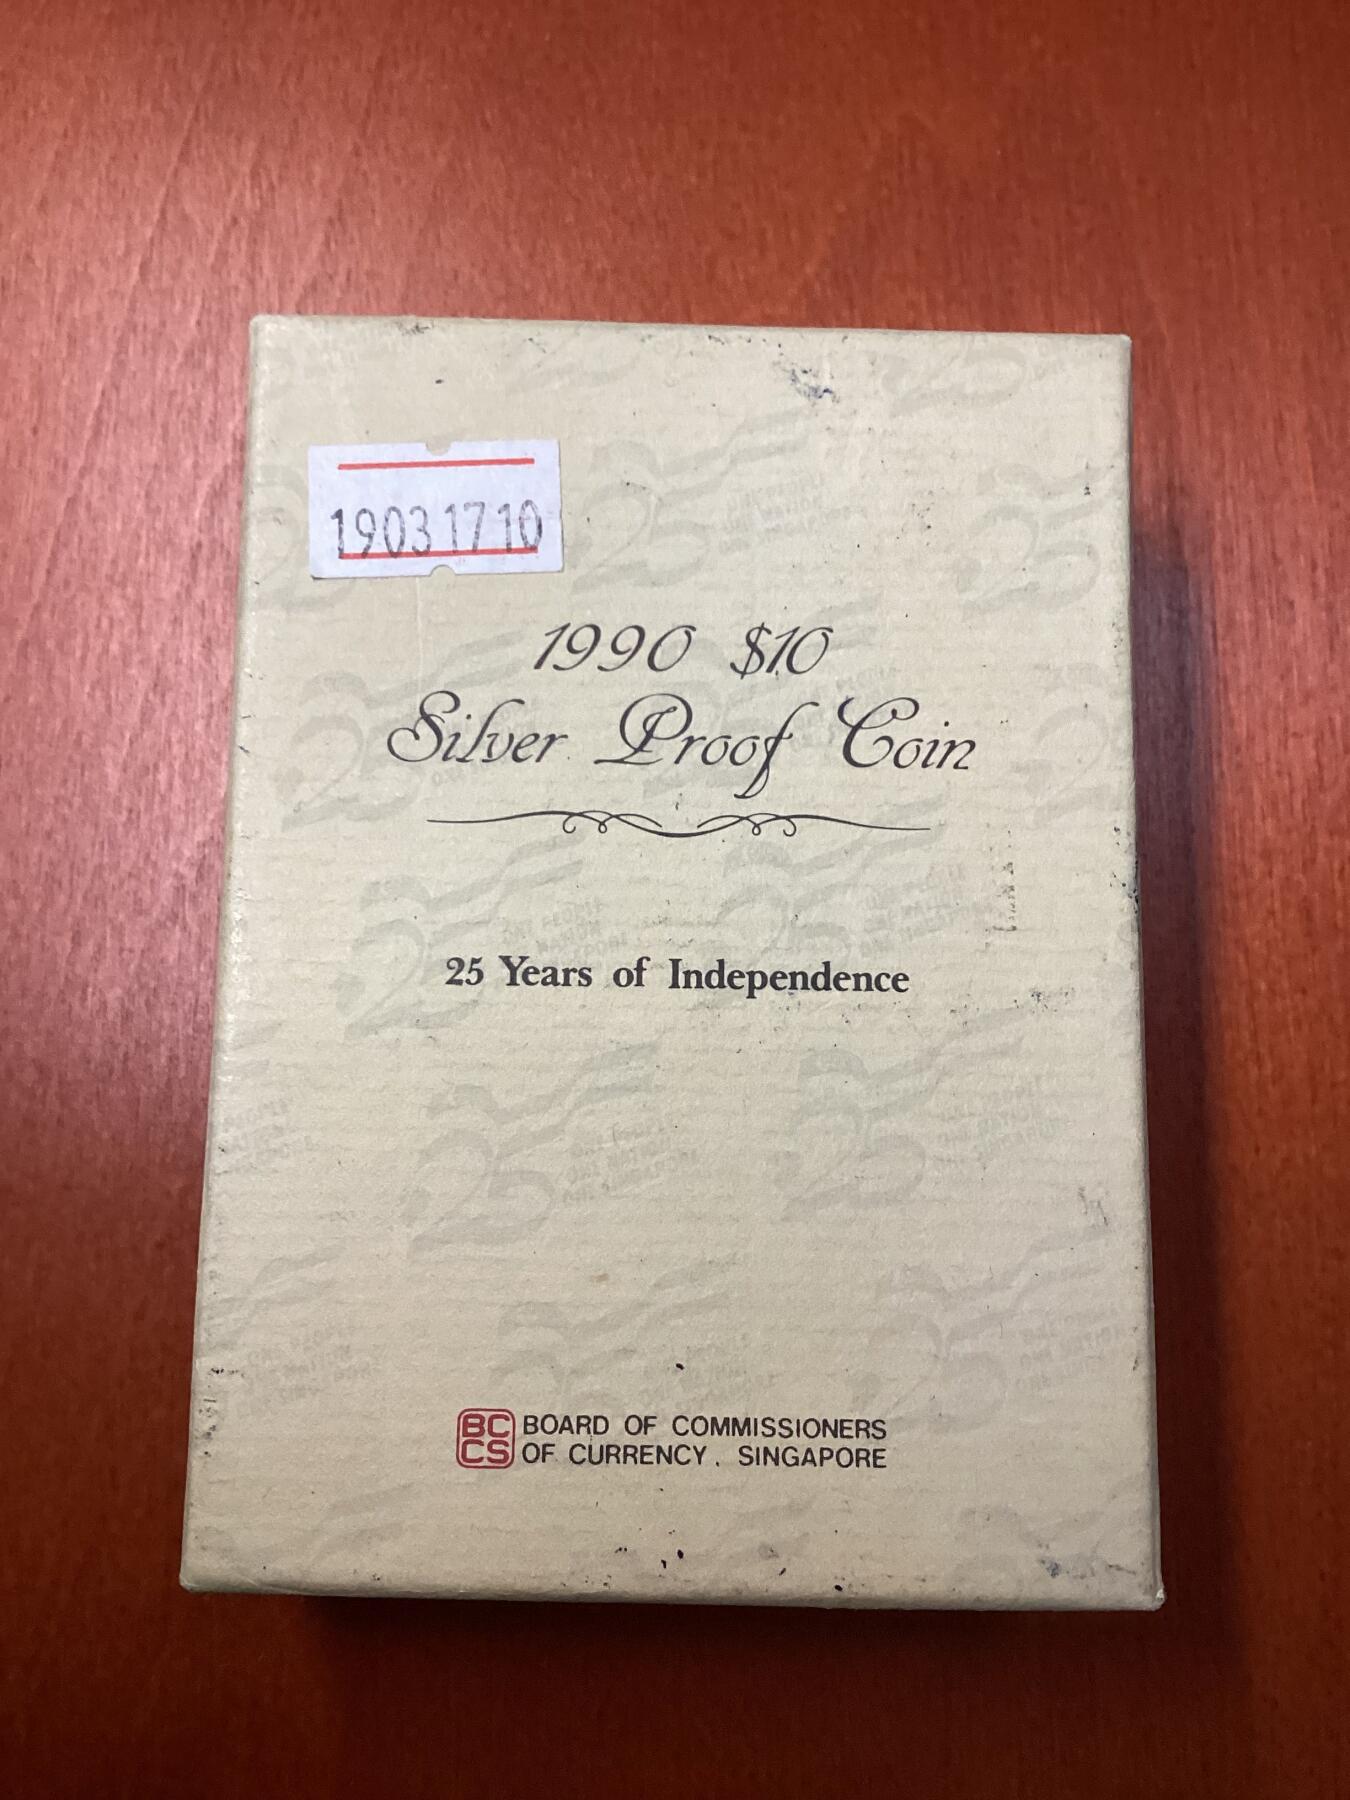 19031710
1990 $10
Silver Proof Coin
25 Years of Independence
BC
CS
BOARD OF COMMISSIONERS
OF CURRENCY. SINGAPORE